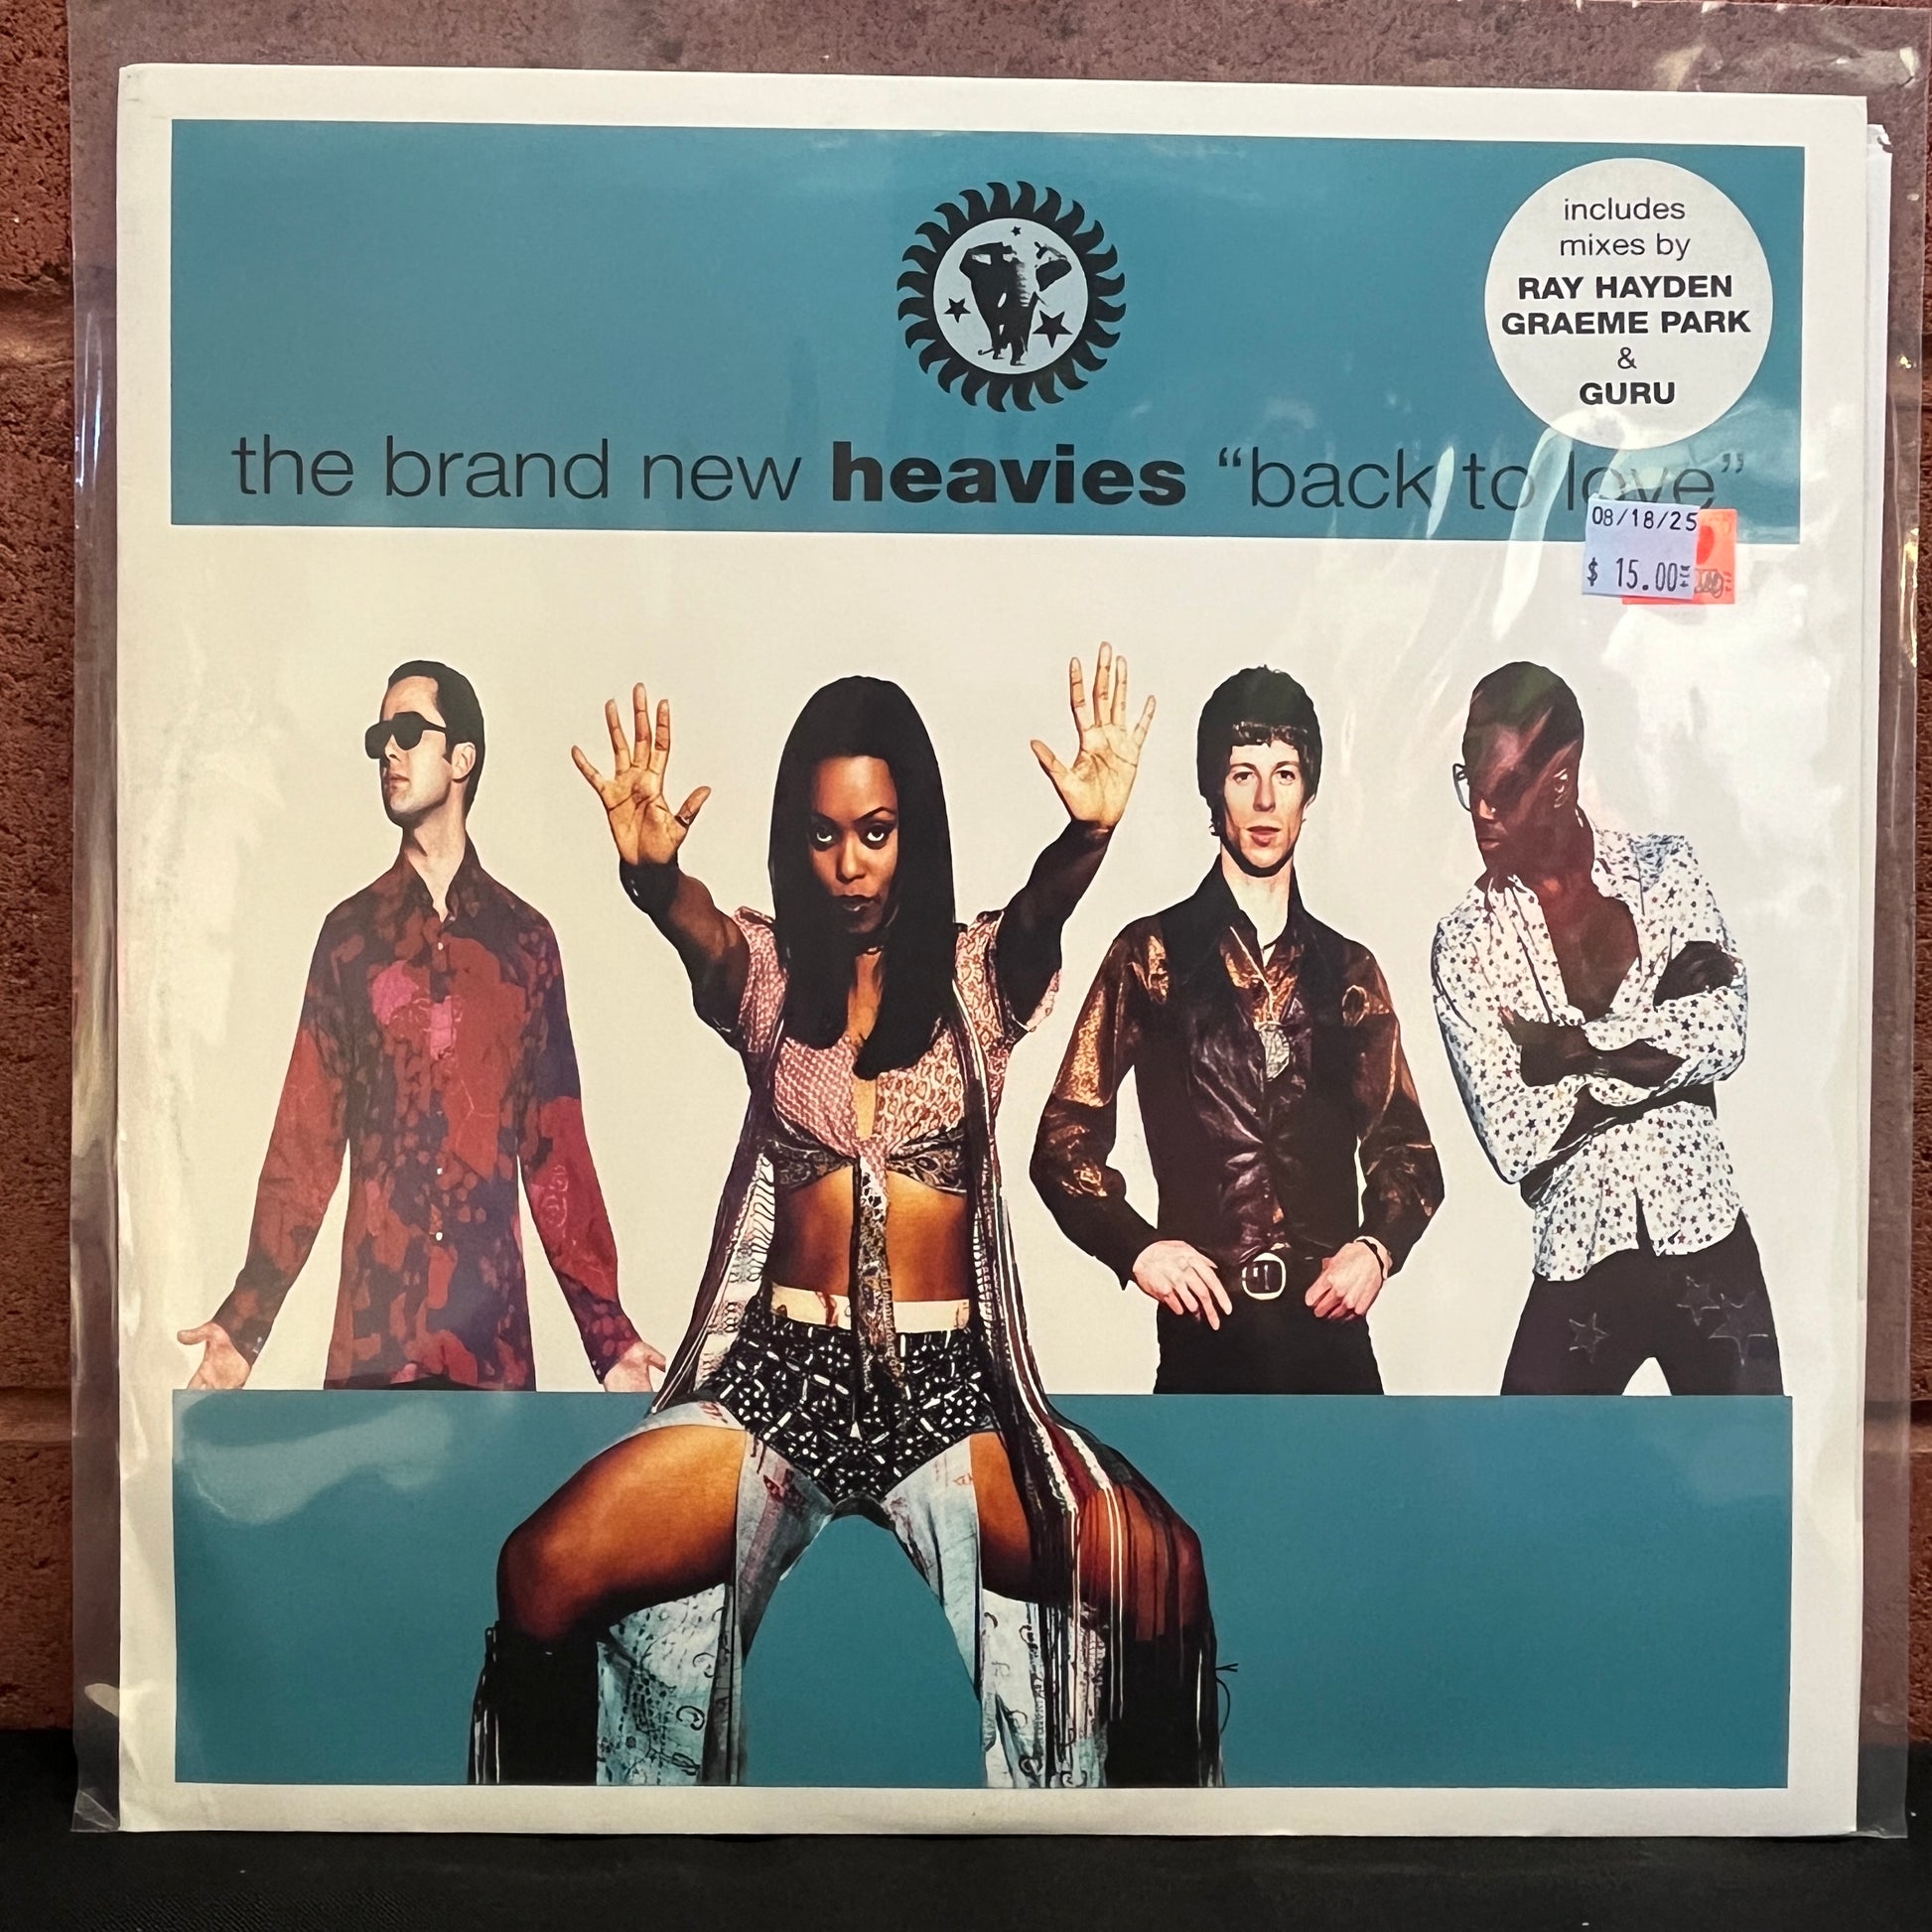 includes
mixes by
RAY HAYDEN
GRAEME PARK
&
GURU
the brand new heavies “back to love”
08/18/25
$ 15.00